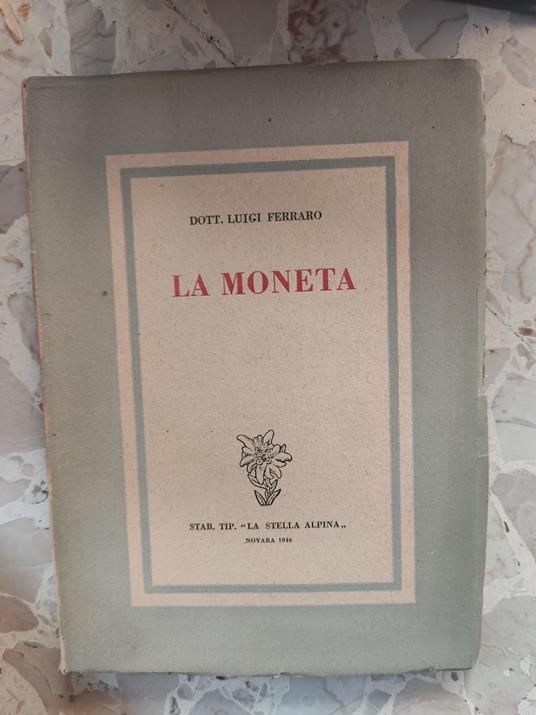 DOTT. LUIGI FERRARO
LA MONETA
STAB. TIP. "LA STELLA ALPINA„
NOVARA 1946